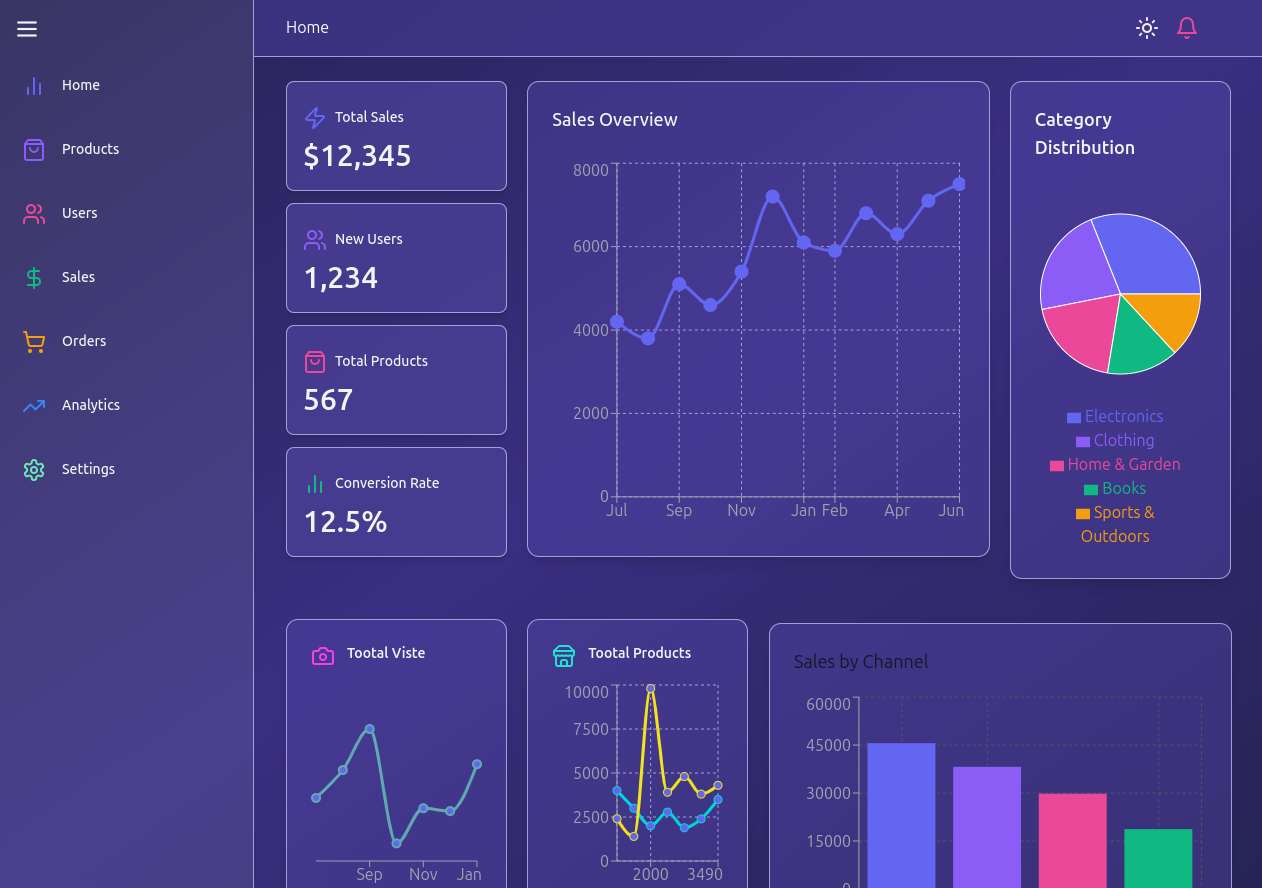 Home
Home
Products
Users
Sales
Orders
Analytics
Settings
Total Sales
$12,345
New Users
1,234
Total Products
567
Conversion Rate
12.5%
Sales Overview
8000
6000
4000
2000
0
Jul Sep Nov Jan Feb Apr Jun
Category
Distribution
Electronics
Clothing
Home & Garden
Books
Sports &
Outdoors
Tootal Viste
Sep Nov Jan
Tootal Products
10000
7500
5000
2500
0
2000 3490
Sales by Channel
60000
45000
30000
15000
0